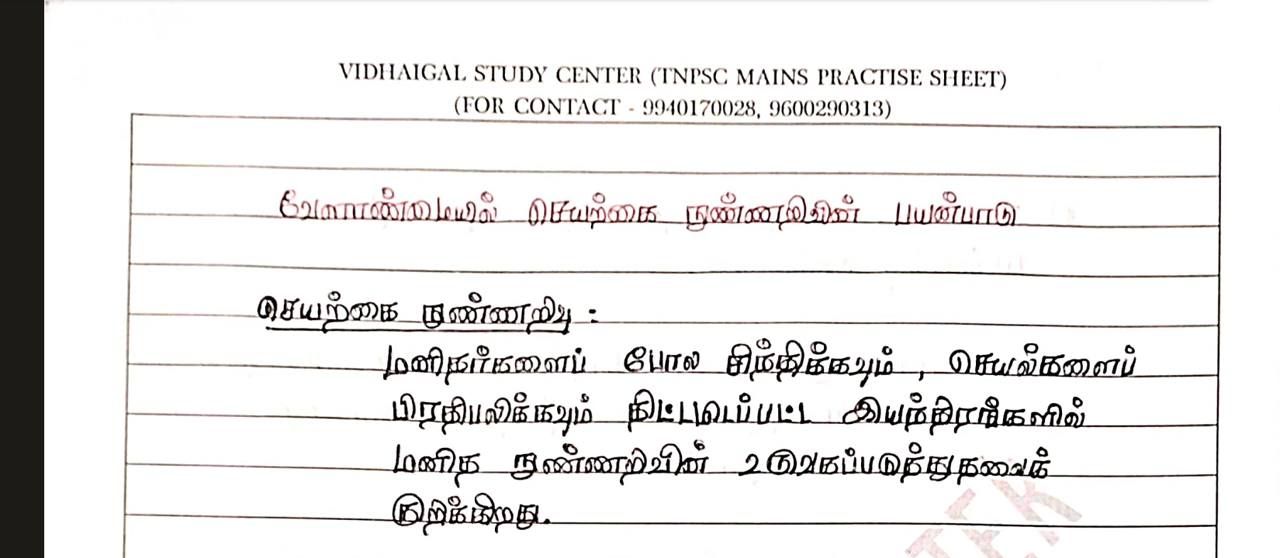 VIDHAIGAL STUDY CENTER (TNPSC MAINS PRACTISE SHEET)
(FOR CONTACT - 9940170028, 9600290313)
வேளாண்மையில் செயற்கை நுண்ணறிவின் பயன்பாடு
செயற்கை நுண்ணறிவு :
மனிதர்களைப் போல சிந்திக்கவும், செயல்களைப்
பிரதிபலிக்கவும் திட்டமிடப்பட்ட இயந்திரங்களில்
மனித நுண்ணறிவின் உருவகப்படுத்துதலைக்
குறிக்கிறது.